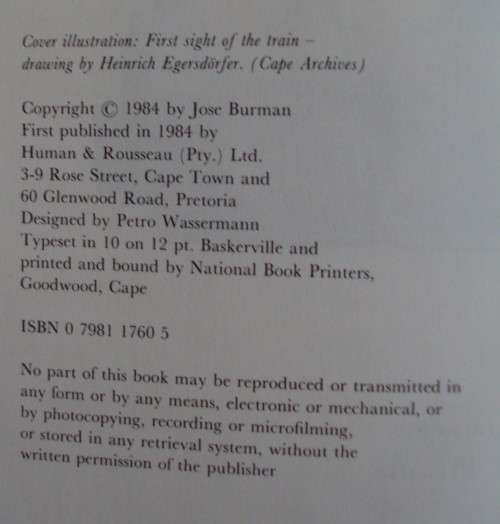 Cover illustration: First sight of the train –
drawing by Heinrich Egersdörfer. (Cape Archives)
Copyright © 1984 by Jose Burman
First published in 1984 by
Human & Rousseau (Pty.) Ltd.
3-9 Rose Street, Cape Town and
60 Glenwood Road, Pretoria
Designed by Petro Wassermann
Typeset in 10 on 12 pt. Baskerville and
printed and bound by National Book Printers,
Goodwood, Cape
ISBN 0 7981 1760 5
No part of this book may be reproduced or transmitted in
any form or by any means, electronic or mechanical, or
by photocopying, recording or microfilming,
or stored in any retrieval system, without the
written permission of the publisher